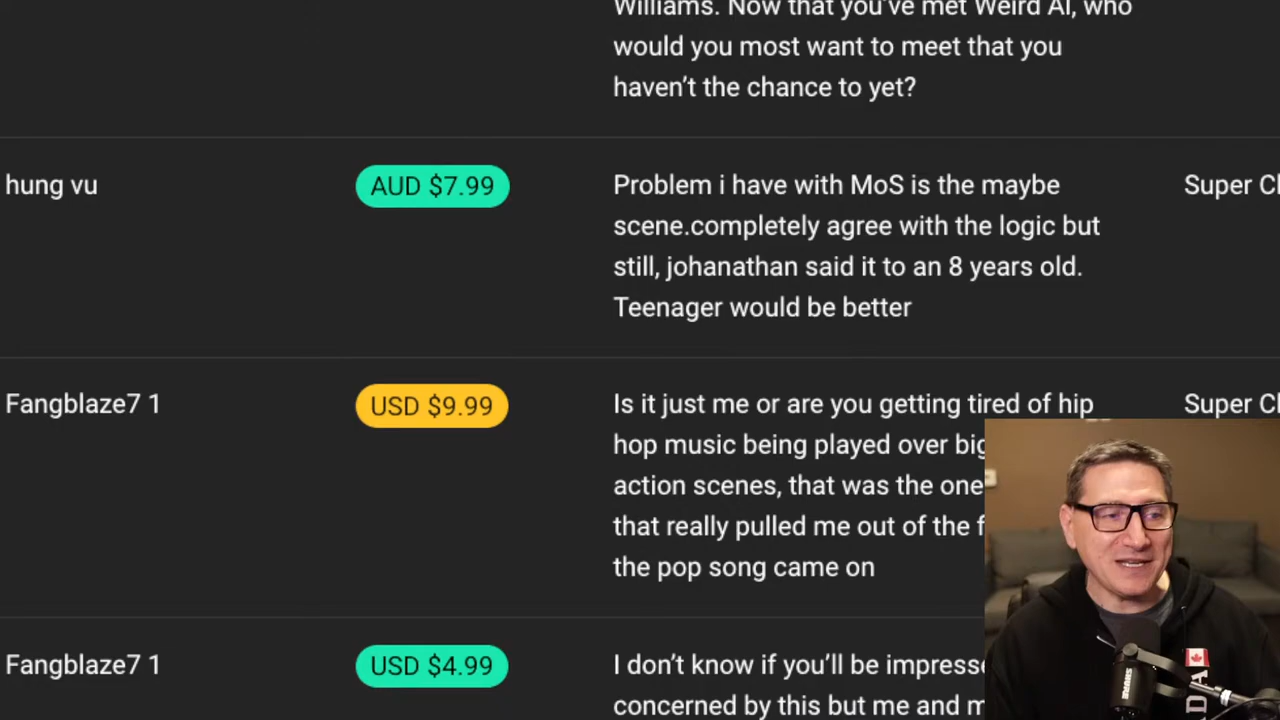 Williams. Now that you've met Weird Al, who
would you most want to meet that you
haven't the chance to yet?
hung vu
AUD $7.99
Problem i have with MoS is the maybe
scene.completely agree with the logic but
still, johanathan said it to an 8 years old.
Teenager would be better
Super
Fangblaze7 1
USD $9.99
Is it just me or are you getting tired of hip
hop music being played over big
action scenes, that was the one
that really pulled me out of the
the pop song came on
Super
Fangblaze7 1
USD $4.99
I don't know if you'll be
concerned by this but me and
SHURE